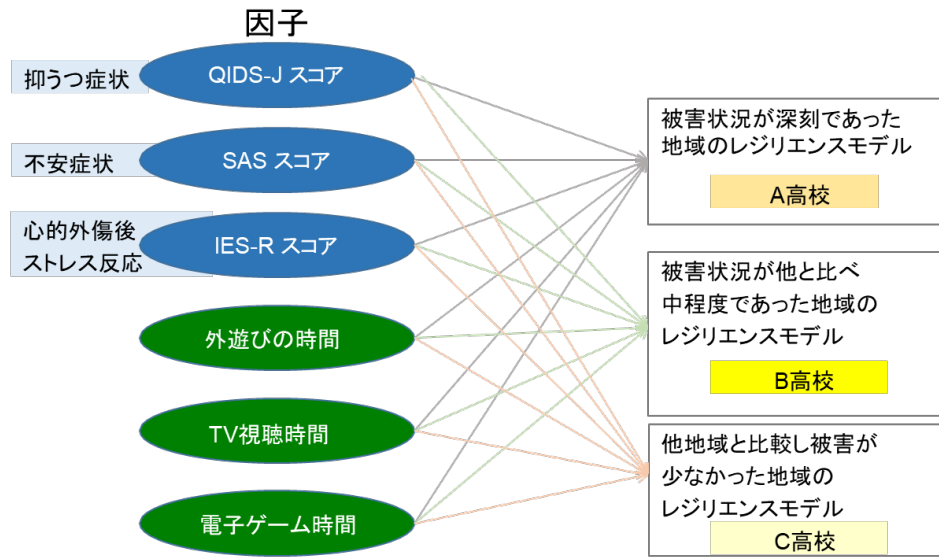 因子
抑うつ症状
QIDS-J スコア
不安症状
SAS スコア
心的外傷後
ストレス反応
IES-R スコア
外遊びの時間
TV視聴時間
電子ゲーム時間
被害状況が深刻であった
地域のレジリエンスモデル
A高校
被害状況が他と比べ
中程度であった地域の
レジリエンスモデル
B高校
他地域と比較し被害が
少なかった地域の
レジリエンスモデル
C高校